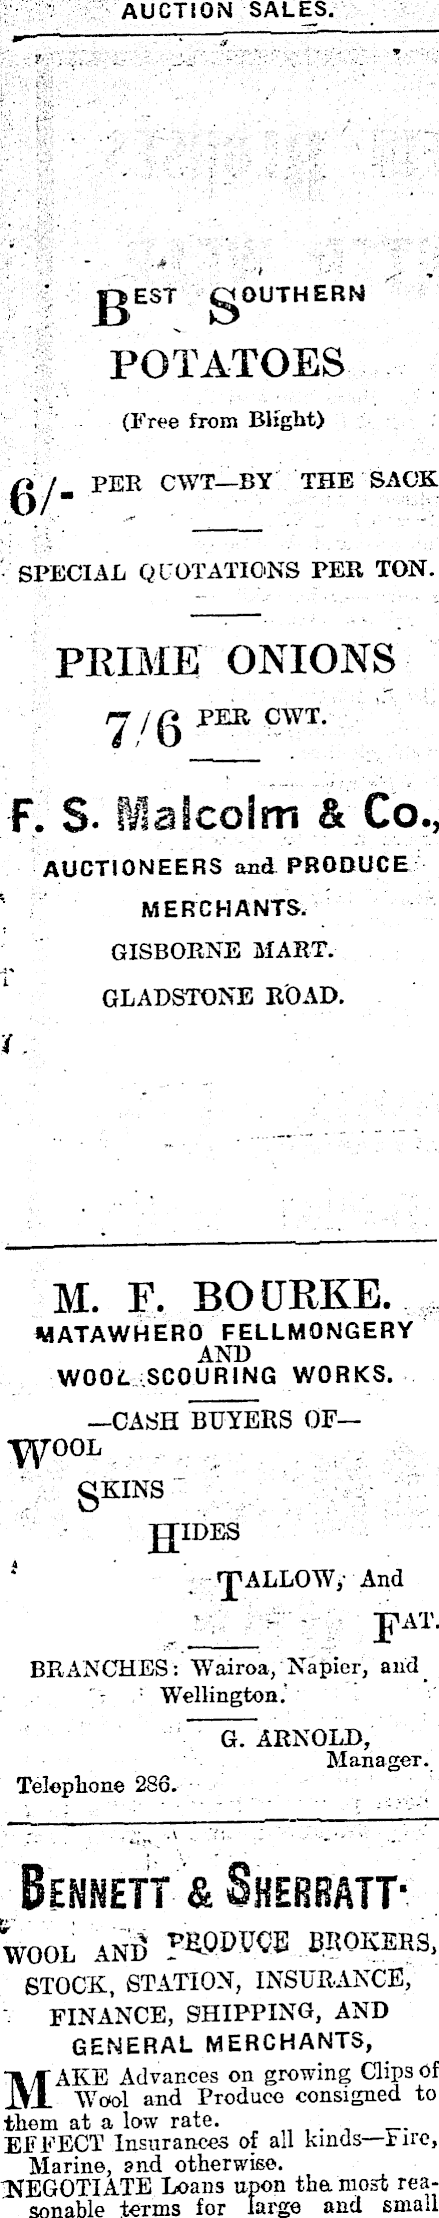 AUCTION SALES.
BEST SOUTHERN
POTATOES
(Free from Blight)
6/- PER CWT—BY THE SACK
SPECIAL QUOTATIONS PER TON.
PRIME ONIONS
7/6 PER CWT.
F. S. Malcolm & Co.,
AUCTIONEERS and PRODUCE
MERCHANTS.
GISBORNE MART.
GLADSTONE ROAD.
M. F. BOURKE.
MATAWHERO FELLMONGERY
AND
WOOL SCOURING WORKS.
—CASH BUYERS OF—
WOOL
SKINS
HIDES
TALLOW, And
FAT.
BRANCHES: Wairoa, Napier, and
Wellington.
G. ARNOLD,
Manager.
Telephone 286.
BENNETT & SHERRATT.
WOOL AND PRODUCE BROKERS,
STOCK, STATION, INSURANCE,
FINANCE, SHIPPING, AND
GENERAL MERCHANTS,
MAKE Advances on growing Clips of
Wool and Produce consigned to
them at a low rate.
EFFECT Insurances of all kinds—Fire,
Marine, and otherwise.
NEGOTIATE Loans upon the most rea-
sonable terms for large and small